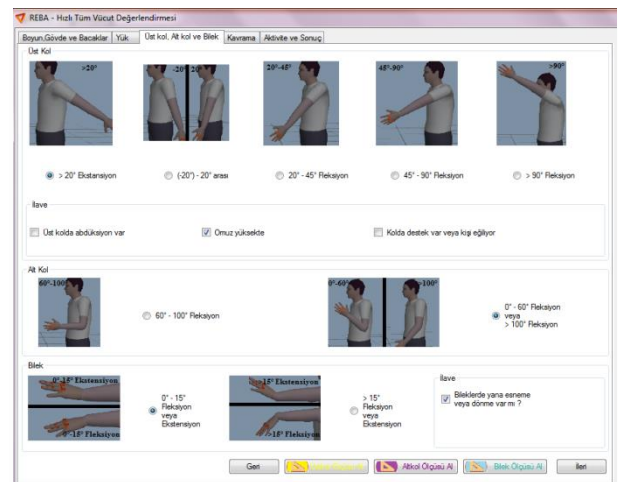 REBA - Hızlı Tüm Vücut Değerlendirmesi
Boyun,Gövde ve Bacaklar Yük Üst kol, Alt kol ve Bilek Kavrama Aktivite ve Sonuç
Üst Kol
>20° -20° 20° 20°-45° 45°-90° >90°
> 20° Ekstansiyon (-20°) - 20° arası 20° - 45° Fleksiyon 45° - 90° Fleksiyon > 90° Fleksiyon
İlave
Üst kolda abdüksiyon var Omuz yüksekte Kolda destek var veya kişi eğiliyor
Alt Kol
60°-100° 0°-60° >100°
60° - 100° Fleksiyon
0° - 60° Fleksiyon
veya
> 100° Fleksiyon
Bilek
0°-15° Ekstensiyon
0°-15° Fleksiyon
0° - 15°
Fleksiyon
veya
Ekstensiyon
>15° Ekstensiyon
>15° Fleksiyon
> 15°
Fleksiyon
veya
Ekstensiyon
İlave
Bileklerde yana esneme
veya dönme var mı ?
Geri Altkol Ölçüsü Al Bilek Ölçüsü Al İleri